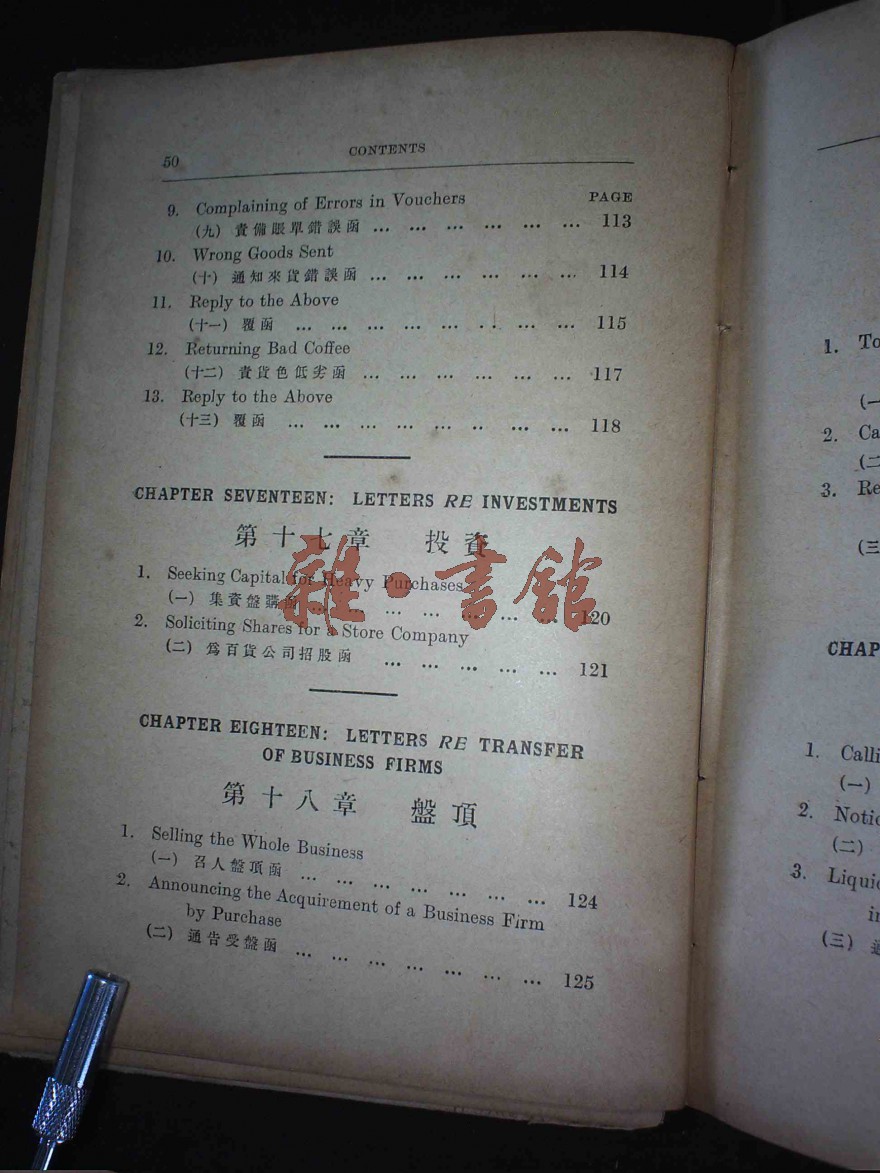 50 CONTENTS
PAGE
9. Complaining of Errors in Vouchers
(九) 責備賬單錯誤函 ... ... ... ... ... ... 113
10. Wrong Goods Sent
(十) 通知來貨錯誤函 ... ... ... ... ... ... 114
11. Reply to the Above
(十一) 覆函 ... ... ... ... ... ... ... ... 115
12. Returning Bad Coffee
(十二) 責貨色低劣函 ... ... ... ... ... ... 117
13. Reply to the Above
(十三) 覆函 ... ... ... ... ... ... ... ... 118
CHAPTER SEVENTEEN: LETTERS RE INVESTMENTS
第十七章 投資
1. Seeking Capital for Heavy Purchases
(一) 集資盤購函 ... ... ... ... ... ... ... 120
2. Soliciting Shares for a Store Company
(二) 爲百貨公司招股函 ... ... ... ... ... 121
CHAPTER EIGHTEEN: LETTERS RE TRANSFER
OF BUSINESS FIRMS
第十八章 盤頂
1. Selling the Whole Business
(一) 召人盤頂函 ... ... ... ... ... ... ... 124
2. Announcing the Acquirement of a Business Firm
by Purchase
(二) 通告受盤函 ... ... ... ... ... ... ... 125
雜·書館
1. To
(一
2. Ca
(二
3. Re
(三
CHAP
1. Calli
(一)
2. Notic
(二)
3. Liquid
in
(三) 通